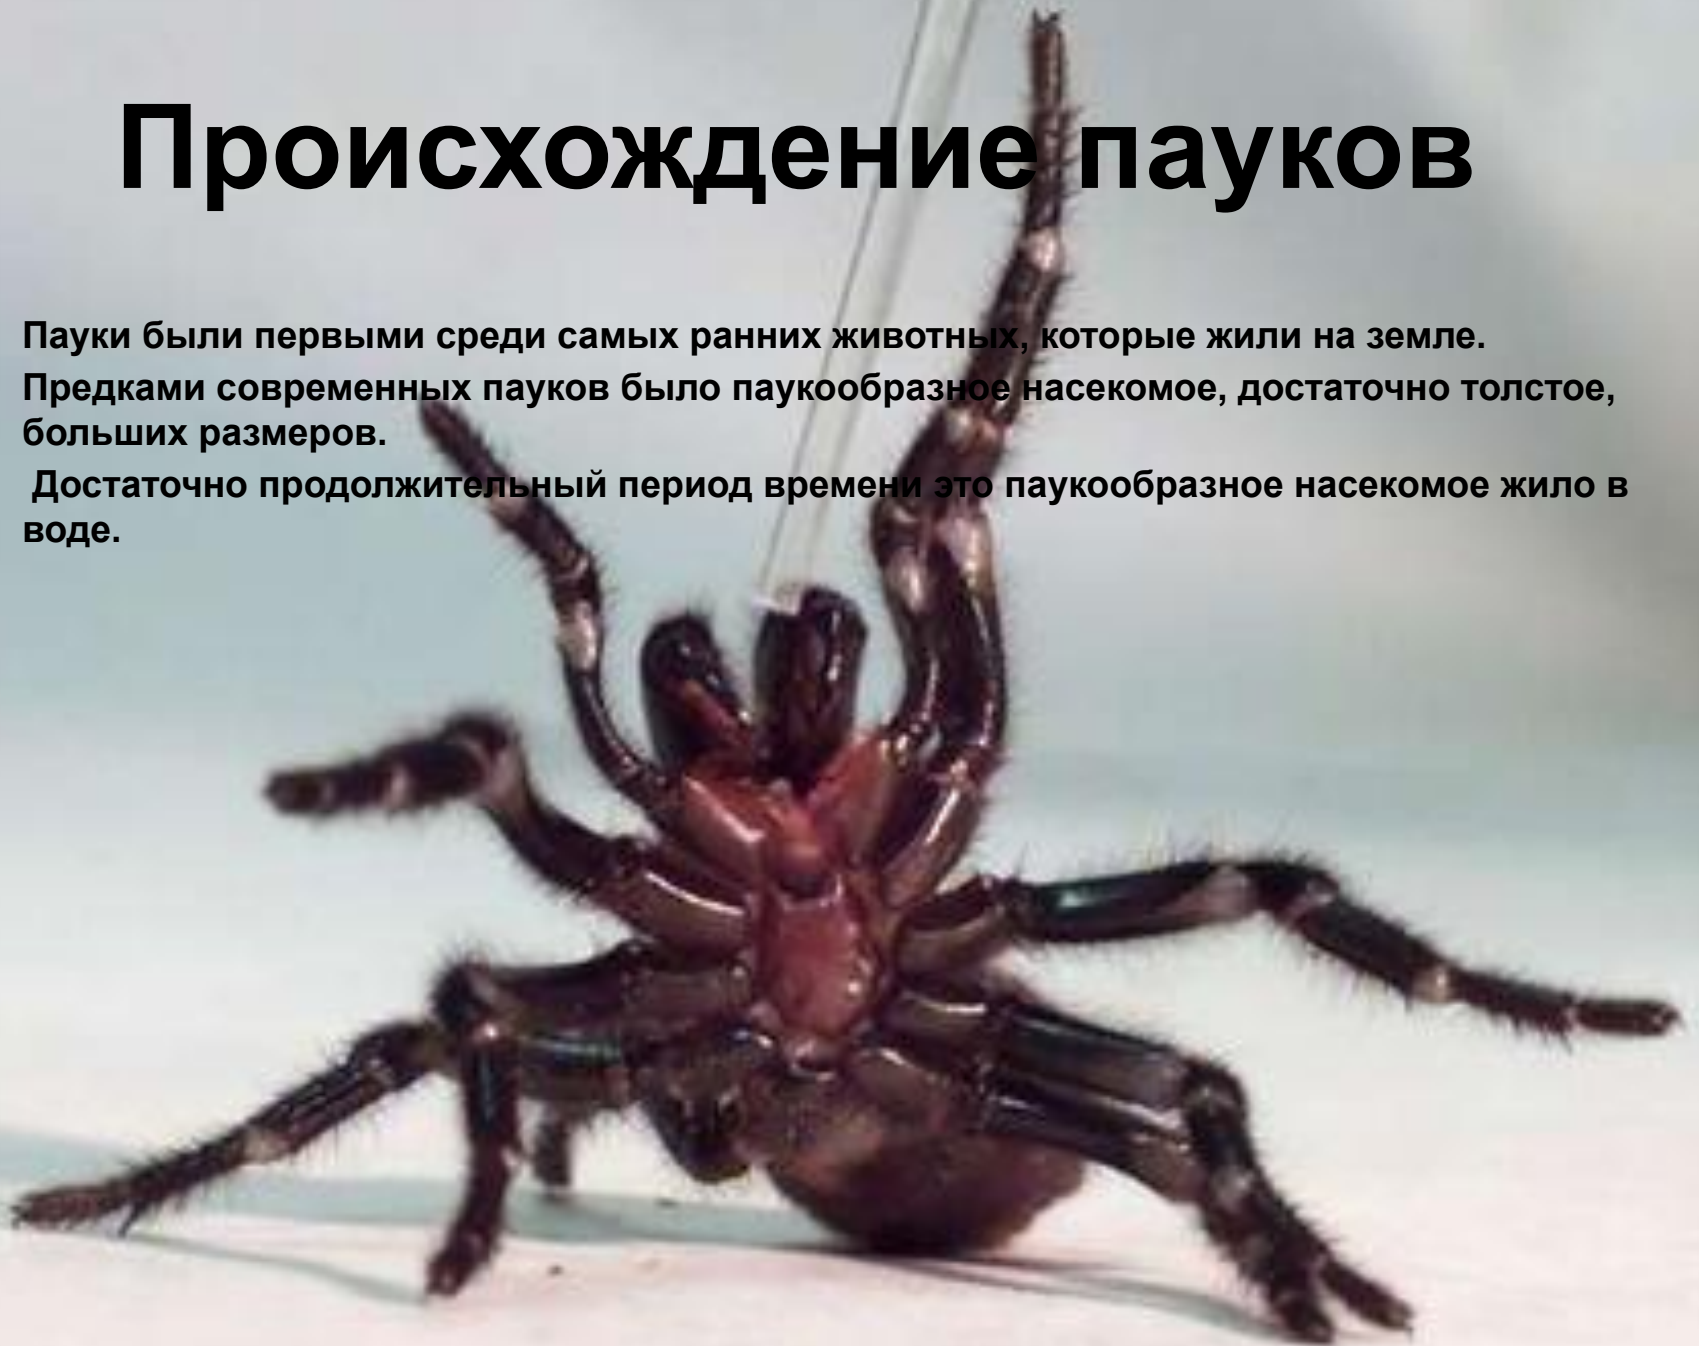 Происхождение пауков
Пауки были первыми среди самых ранних животных, которые жили на земле.
Предками современных пауков было паукообразное насекомое, достаточно толстое,
больших размеров.
Достаточно продолжительный период времени это паукообразное насекомое жило в
воде.